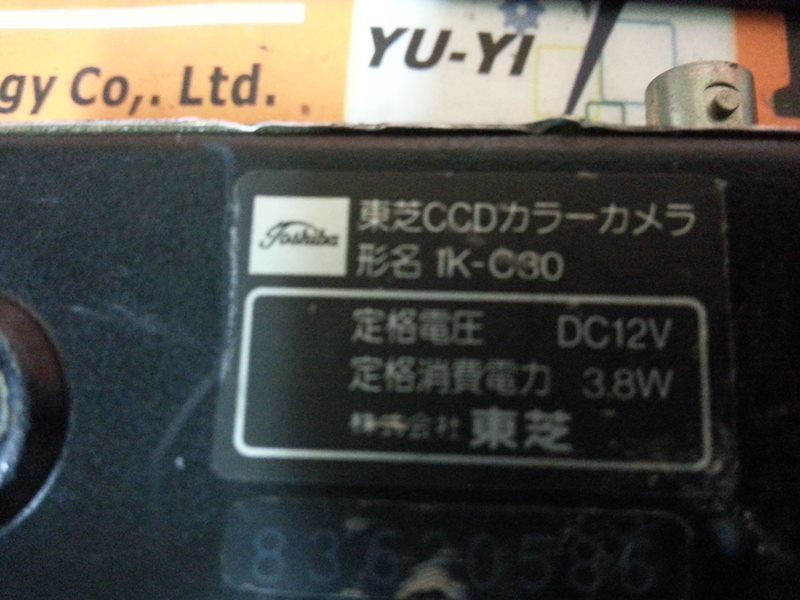 YU-YI
gy Co,. Ltd.
Toshiba
東芝CCDカラーカメラ
形名 IK-C30
定格電圧 DC12V
定格消費電力 3.8W
株式会社 東芝
83620586